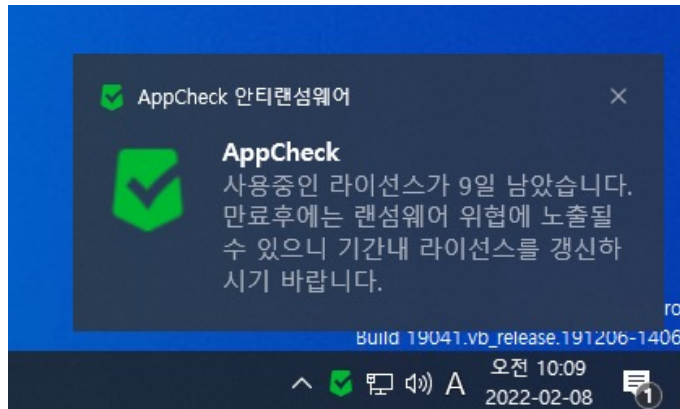 AppCheck 안티랜섬웨어
AppCheck
사용중인 라이선스가 9일 남았습니다.
만료후에는 랜섬웨어 위협에 노출될
수 있으니 기간내 라이선스를 갱신하
시기 바랍니다.
ro
Build 19041.vb_release.191206-1406
A
오전 10:09
2022-02-08
1